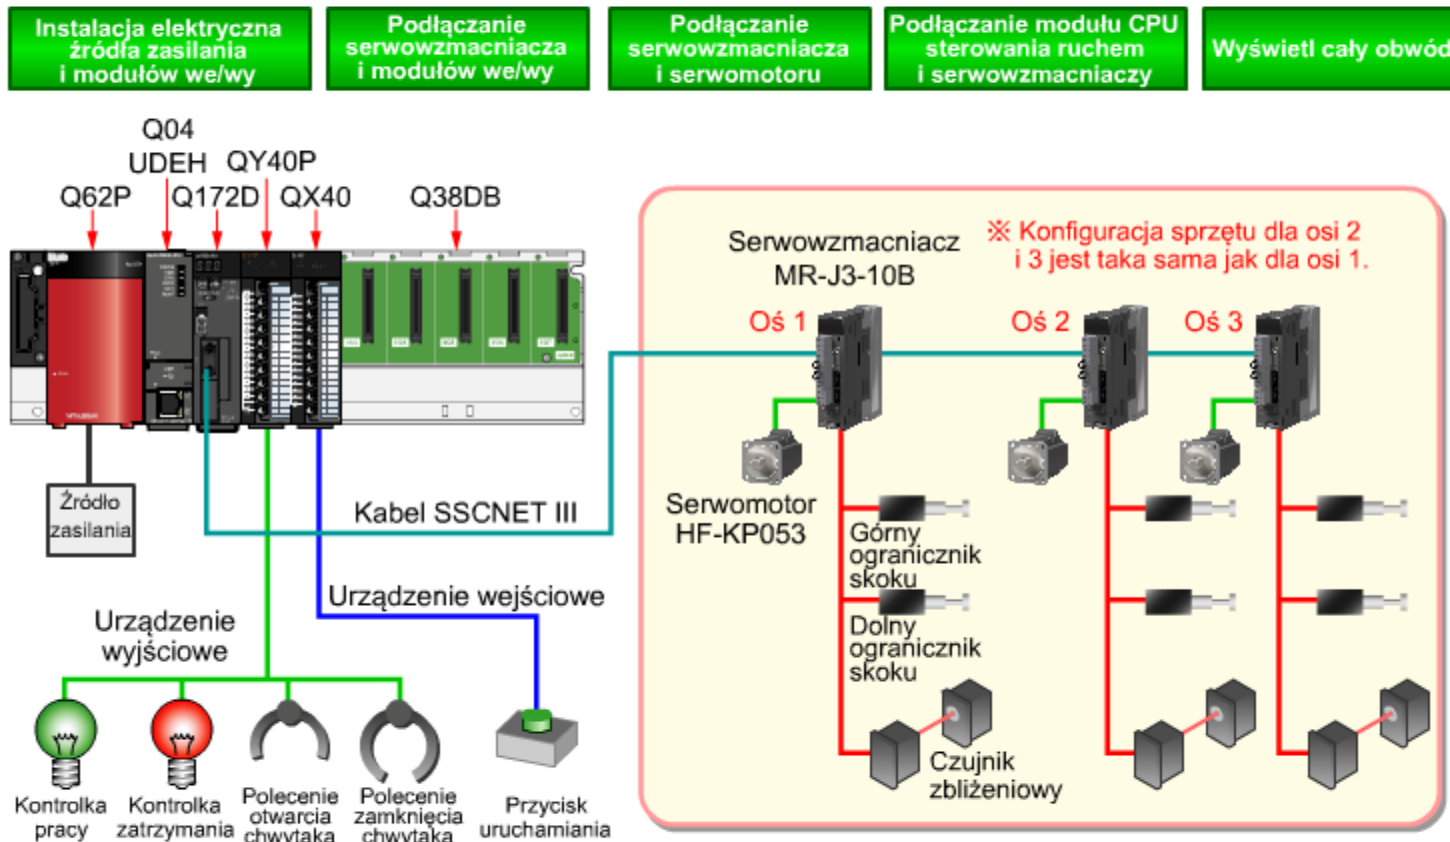 Instalacja elektryczna
źródła zasilania
i modułów we/wy
Podłączanie
serwowzmacniacza
i modułów we/wy
Podłączanie
serwowzmacniacza
i serwomotoru
Podłączanie modułu CPU
sterowania ruchem
i serwowzmacniaczy
Wyświetl cały obwód
Q04
UDEH
QY40P
Q62P
Q172D
QX40
Q38DB
Serwowzmacniacz
MR-J3-10B
※ Konfiguracja sprzętu dla osi 2
i 3 jest taka sama jak dla osi 1.
Oś 1
Oś 2
Oś 3
Źródło
zasilania
Kabel SSCNET III
Serwomotor
HF-KP053
Górny
ogranicznik
skoku
Dolny
ogranicznik
skoku
Czujnik
zbliżeniowy
Urządzenie wejściowe
Urządzenie
wyjściowe
Kontrolka
pracy
Kontrolka
zatrzymania
Polecenie
otwarcia
chwytaka
Polecenie
zamknięcia
chwytaka
Przycisk
uruchamiania